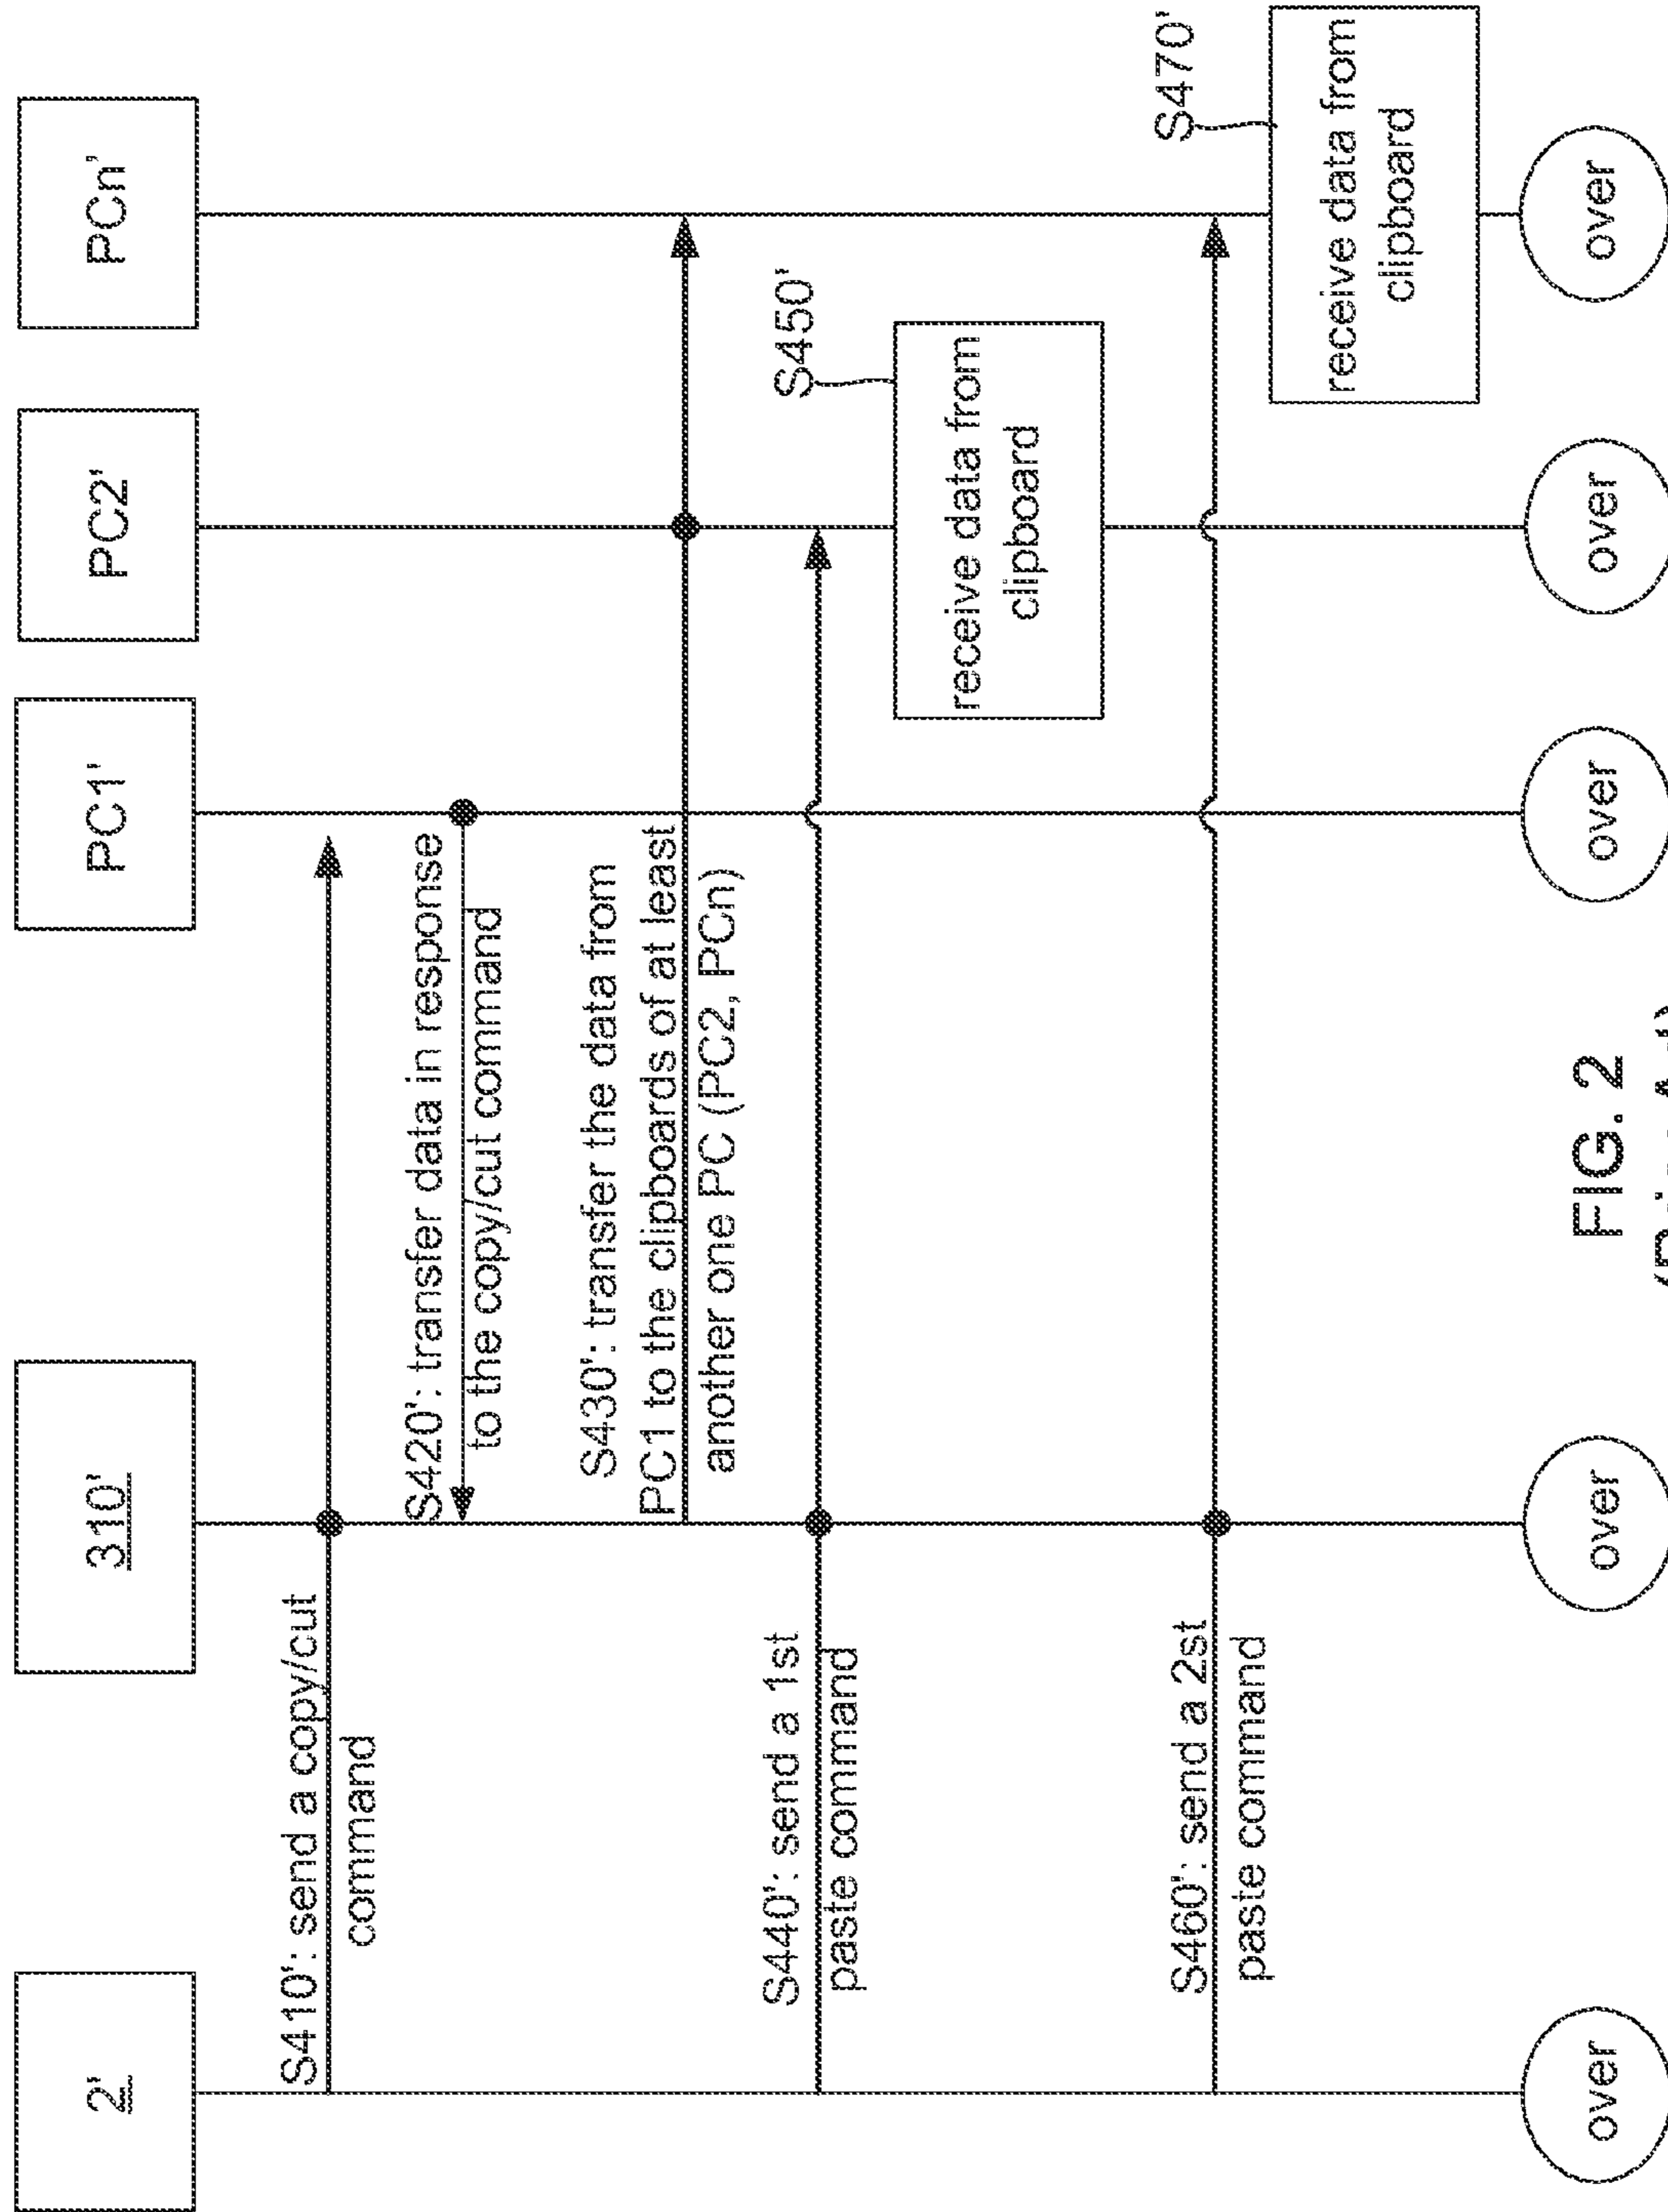 2'
310'
PC1'
PC2'
PCn'
S410': send a copy/cut
command
S420': transfer data in response
to the copy/cut command
S430': transfer the data from
PC1 to the clipboards of at least
another one PC (PC2, PCn)
S440': send a 1st
paste command
S450'
receive data from
clipboard
S460': send a 2st
paste command
S470'
receive data from
clipboard
over
over
over
over
over
FIG. 2
(Prior Art)